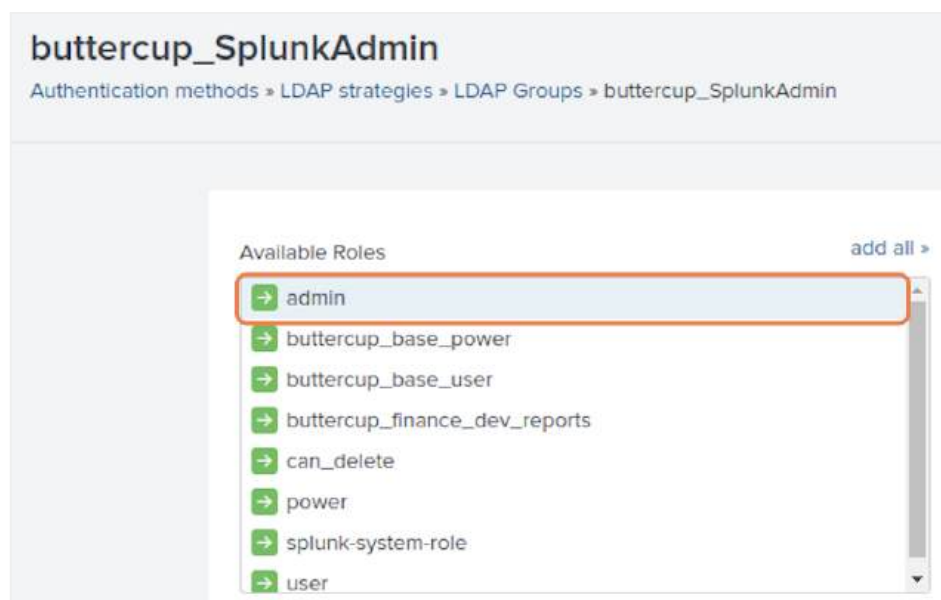 buttercup_SplunkAdmin
Authentication methods » LDAP strategies » LDAP Groups » buttercup_SplunkAdmin
Available Roles
add all »
admin
buttercup_base_power
buttercup_base_user
buttercup_finance_dev_reports
can_delete
power
splunk-system-role
user